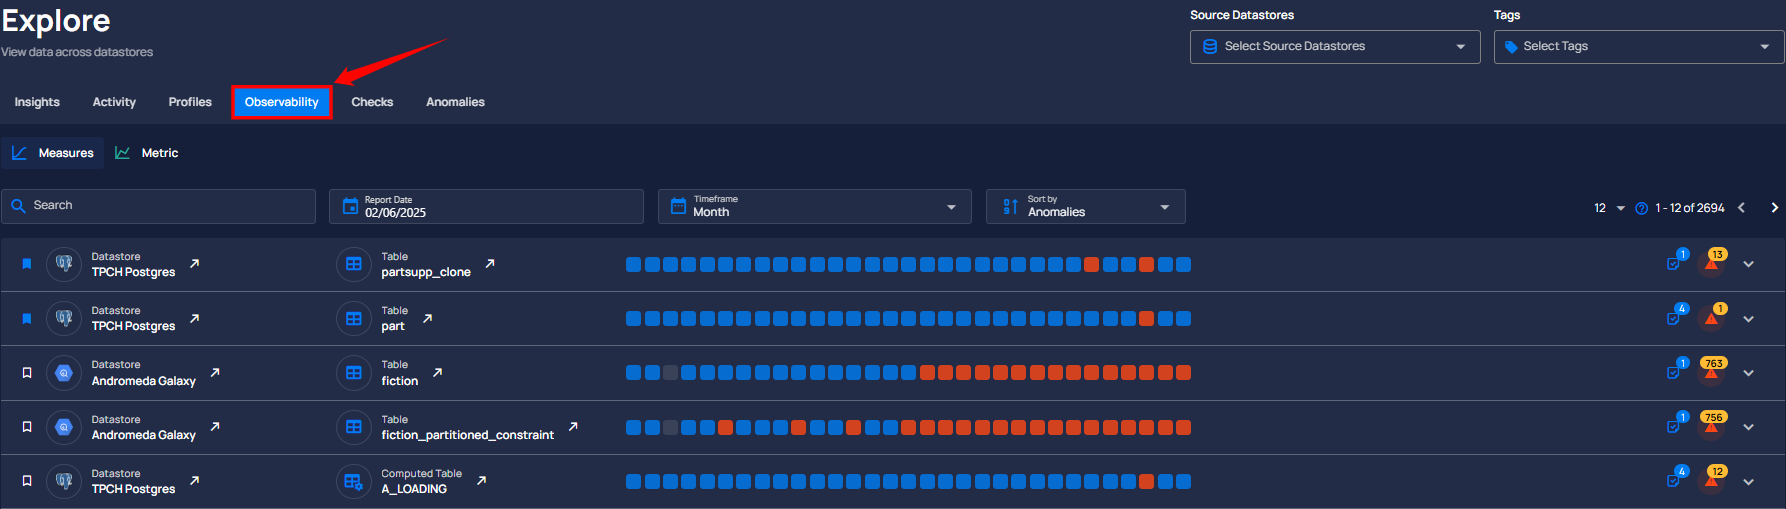 Explore
View data across datastores
Source Datastores
Tags
Select Source Datastores
Select Tags
Insights Activity Profiles Observability Checks Anomalies
Measures Metric
Search
Report Date
02/06/2025
Timeframe
Month
Sort by
Anomalies
12
1 - 12 of 2694
Datastore
TPCH Postgres
Table
partsupp_clone
1
13
Datastore
TPCH Postgres
Table
part
4
1
Datastore
Andromeda Galaxy
Table
fiction
1
763
Datastore
Andromeda Galaxy
Table
fiction_partitioned_constraint
1
756
Datastore
TPCH Postgres
Computed Table
A_LOADING
4
12